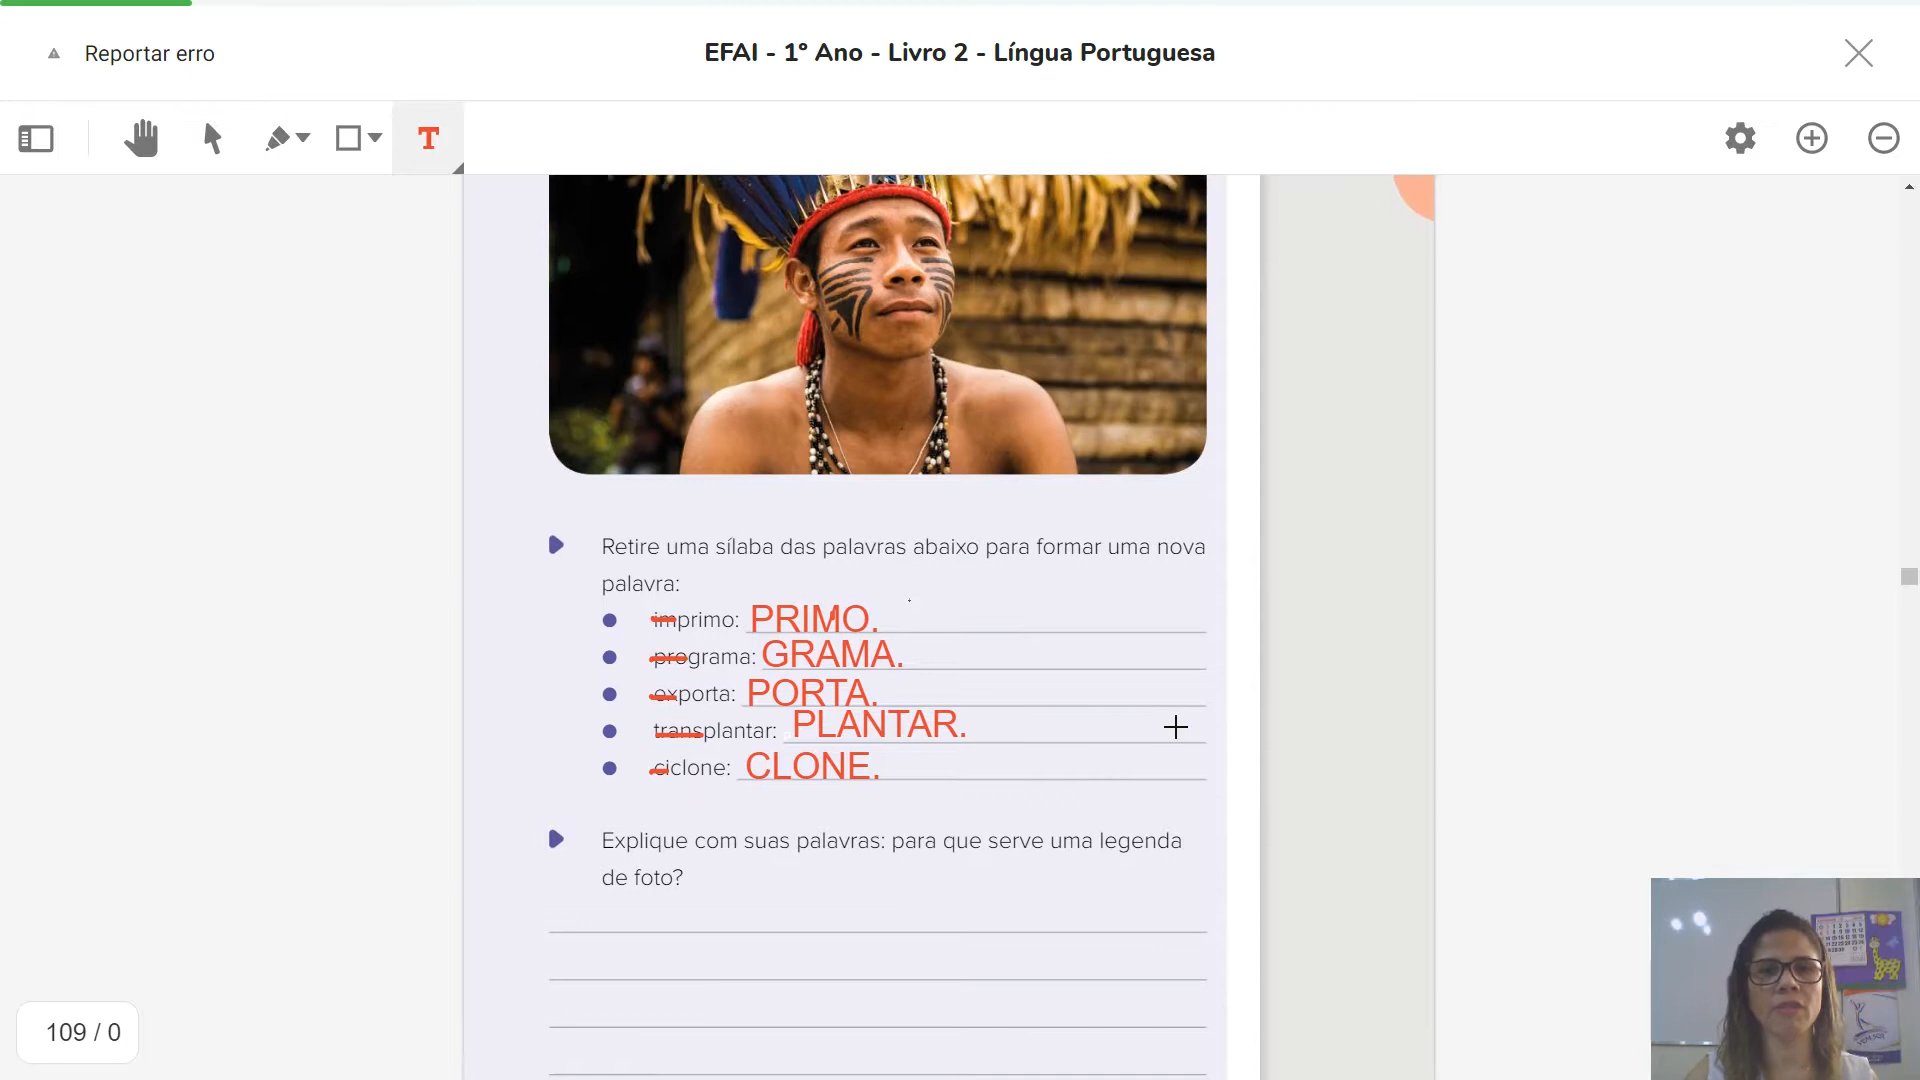 Reportar erro
EFAI - 1º Ano - Livro 2 - Língua Portuguesa
T
Retire uma sílaba das palavras abaixo para formar uma nova
palavra:
imprimo: PRIMO.
programa: GRAMA.
exporta: PORTA.
transplantar: PLANTAR.
ciclone: CLONE.
Explique com suas palavras: para que serve uma legenda
de foto?
109 / 0